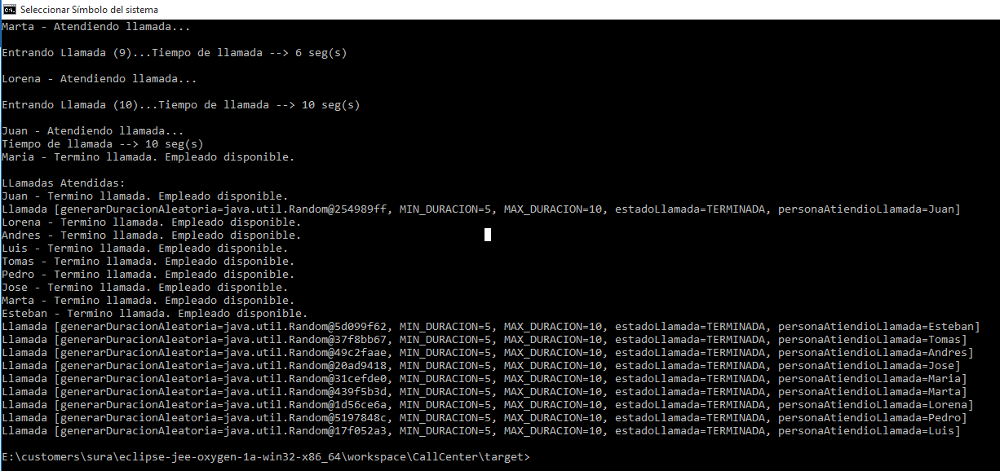 Seleccionar Símbolo del sistema
Marta - Atendiendo llamada...
Entrando Llamada (9)...Tiempo de llamada --> 6 seg(s)
Lorena - Atendiendo llamada...
Entrando Llamada (10)...Tiempo de llamada --> 10 seg(s)
Juan - Atendiendo llamada...
Tiempo de llamada --> 10 seg(s)
Maria - Termino llamada. Empleado disponible.
LLamadas Atendidas:
Juan - Termino llamada. Empleado disponible.
Llamada [generarDuracionAleatoria=java.util.Random@254989ff, MIN_DURACION=5, MAX_DURACION=10, estadoLlamada=TERMINADA, personaAtiendioLlamada=Juan]
Lorena - Termino llamada. Empleado disponible.
Andres - Termino llamada. Empleado disponible.
Luis - Termino llamada. Empleado disponible.
Tomas - Termino llamada. Empleado disponible.
Pedro - Termino llamada. Empleado disponible.
Jose - Termino llamada. Empleado disponible.
Marta - Termino llamada. Empleado disponible.
Esteban - Termino llamada. Empleado disponible.
Llamada [generarDuracionAleatoria=java.util.Random@5d099f62, MIN_DURACION=5, MAX_DURACION=10, estadoLlamada=TERMINADA, personaAtiendioLlamada=Esteban]
Llamada [generarDuracionAleatoria=java.util.Random@37f8bb67, MIN_DURACION=5, MAX_DURACION=10, estadoLlamada=TERMINADA, personaAtiendioLlamada=Tomas]
Llamada [generarDuracionAleatoria=java.util.Random@49c2faae, MIN_DURACION=5, MAX_DURACION=10, estadoLlamada=TERMINADA, personaAtiendioLlamada=Andres]
Llamada [generarDuracionAleatoria=java.util.Random@20ad9418, MIN_DURACION=5, MAX_DURACION=10, estadoLlamada=TERMINADA, personaAtiendioLlamada=Jose]
Llamada [generarDuracionAleatoria=java.util.Random@31cefde0, MIN_DURACION=5, MAX_DURACION=10, estadoLlamada=TERMINADA, personaAtiendioLlamada=Maria]
Llamada [generarDuracionAleatoria=java.util.Random@439f5b3d, MIN_DURACION=5, MAX_DURACION=10, estadoLlamada=TERMINADA, personaAtiendioLlamada=Marta]
Llamada [generarDuracionAleatoria=java.util.Random@1d56ce6a, MIN_DURACION=5, MAX_DURACION=10, estadoLlamada=TERMINADA, personaAtiendioLlamada=Lorena]
Llamada [generarDuracionAleatoria=java.util.Random@5197848c, MIN_DURACION=5, MAX_DURACION=10, estadoLlamada=TERMINADA, personaAtiendioLlamada=Pedro]
Llamada [generarDuracionAleatoria=java.util.Random@17f052a3, MIN_DURACION=5, MAX_DURACION=10, estadoLlamada=TERMINADA, personaAtiendioLlamada=Luis]
E:\customers\sura\eclipse-jee-oxygen-1a-win32-x86_64\workspace\CallCenter\target>